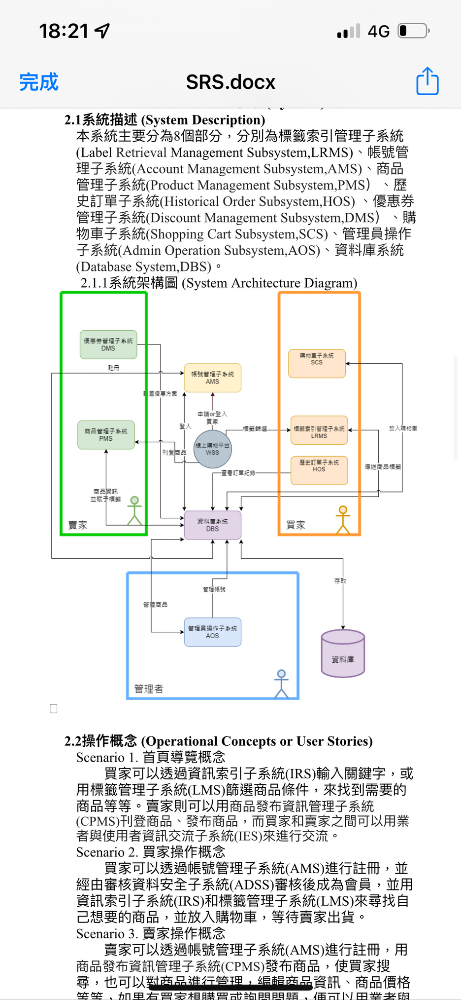 18:21
4G
完成
SRS.docx
2.1系統描述 (System Description)
本系統主要分為8個部分，分別為標籤索引管理子系統
(Label Retrieval Management Subsystem,LRMS)、帳號管
理子系統(Account Management Subsystem,AMS)、商品
管理子系統(Product Management Subsystem,PMS）、歷
史訂單子系統(Historical Order Subsystem,HOS) 、優惠券
管理子系統(Discount Management Subsystem,DMS）、購
物車子系統(Shopping Cart Subsystem,SCS)、管理員操作
子系統(Admin Operation Subsystem,AOS)、資料庫系統
(Database System,DBS)。
2.1.1系統架構圖 (System Architecture Diagram)
優惠券管理子系統
DMS
購物車子系統
SCS
註冊
帳號管理子系統
AMS
設置優惠方案
申請or登入
買家
登入
標籤篩選
標籤索引管理子系統
LRMS
放入購物車
商品管理子系統
PMS
線上購物平台
WSS
刊登商品
歷史訂單子系統
HOS
傳送商品標籤
查看訂單紀錄
商品資訊
並賦予標籤
賣家
資料庫系統
DBS
買家
存取
管理帳號
管理商品
管理員操作子系統
AOS
資料庫
管理者
2.2操作概念 (Operational Concepts or User Stories)
Scenario 1. 首頁導覽概念
買家可以透過資訊索引子系統(IRS)輸入關鍵字，或
用標籤管理子系統(LMS)篩選商品條件，來找到需要的
商品等等。賣家則可以用商品發布資訊管理子系統
(CPMS)刊登商品、發布商品，而買家和賣家之間可以用業
者與使用者資訊交流子系統(IES)來進行交流。
Scenario 2. 買家操作概念
買家可以透過帳號管理子系統(AMS)進行註冊，並
經由審核資料安全子系統(ADSS)審核後成為會員，並用
資訊索引子系統(IRS)和標籤管理子系統(LMS)來尋找自
己想要的商品，並放入購物車，等待賣家出貨。
Scenario 3. 賣家操作概念
賣家可以透過帳號管理子系統(AMS)進行註冊，用
商品發布資訊管理子系統(CPMS)發布商品，使買家搜
尋，也可以對商品進行管理，編輯商品資訊、商品價格
等等，如果有買家想購買或詢問問題，便可以用業者與